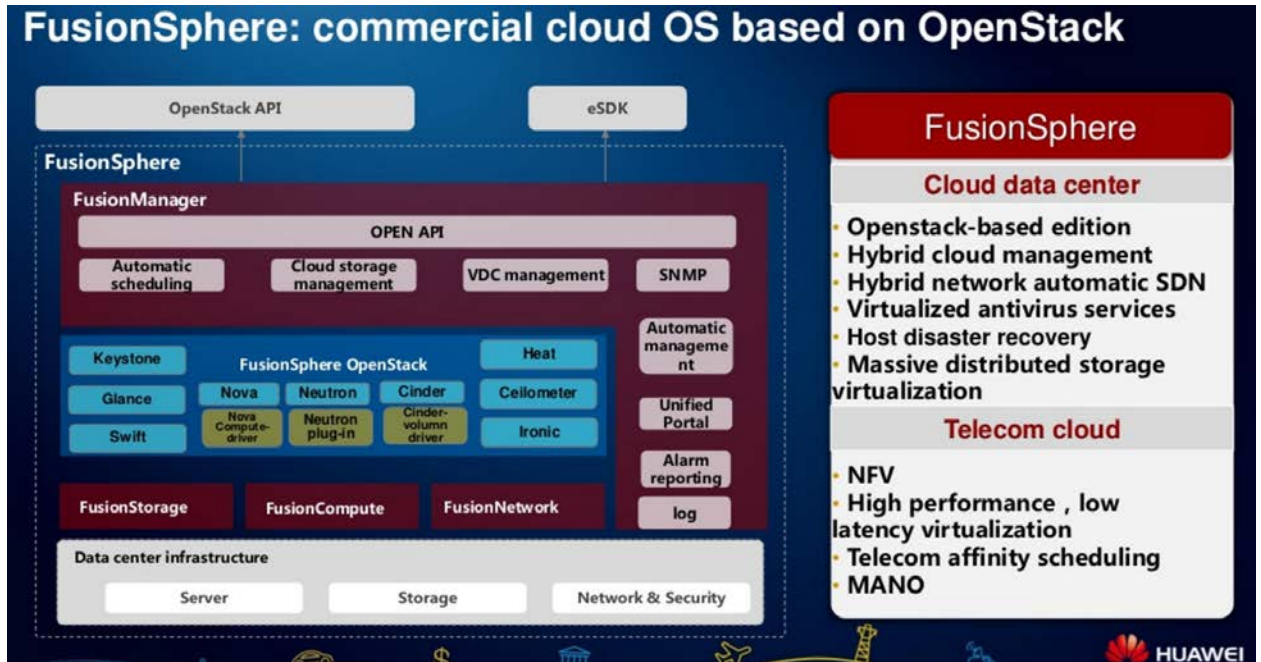 FusionSphere: commercial cloud OS based on OpenStack
OpenStack API
eSDK
FusionSphere
FusionManager
OPEN API
Automatic
scheduling
Cloud storage
management
VDC management
SNMP
Automatic
manageme
nt
Unified
Portal
Alarm
reporting
log
Keystone
Glance
Swift
FusionSphere OpenStack
Nova
Neutron
Cinder
Nova
Compute-
driver
Neutron
plug-in
Cinder-
volumn
driver
Heat
Ceilometer
Ironic
FusionStorage
FusionCompute
FusionNetwork
Data center infrastructure
Server
Storage
Network & Security
FusionSphere
Cloud data center
• Openstack-based edition
• Hybrid cloud management
• Hybrid network automatic SDN
• Virtualized antivirus services
• Host disaster recovery
• Massive distributed storage
virtualization
Telecom cloud
• NFV
• High performance , low
latency virtualization
• Telecom affinity scheduling
• MANO
HUAWEI